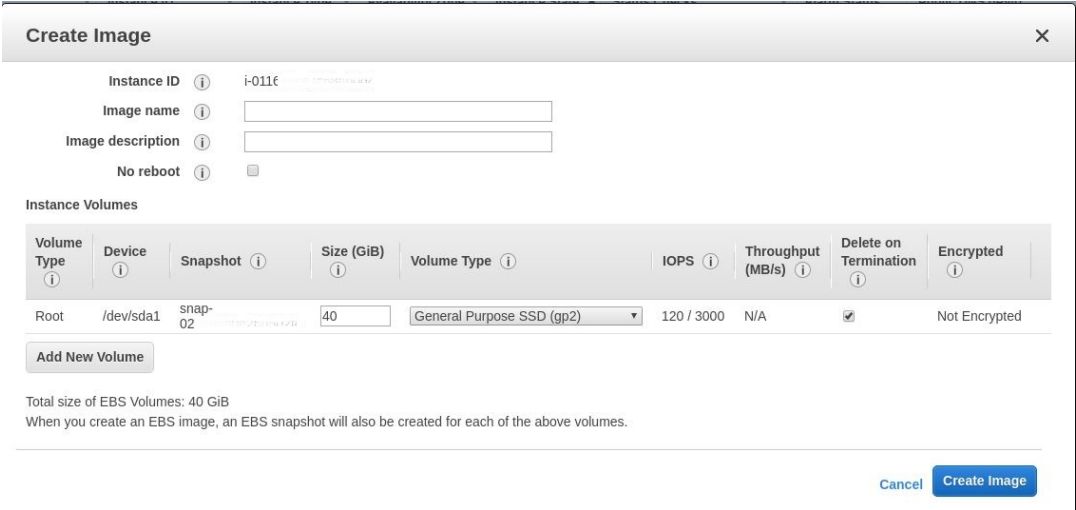 Create Image ×
Instance ID i i-0116
Image name i
Image description i
No reboot i
Instance Volumes
Volume Type i Device i Snapshot i Size (GiB) i Volume Type i IOPS i Throughput (MB/s) i Delete on Termination i Encrypted i
Root /dev/sda1 snap-02 40 General Purpose SSD (gp2) 120 / 3000 N/A Not Encrypted
Add New Volume
Total size of EBS Volumes: 40 GiB
When you create an EBS image, an EBS snapshot will also be created for each of the above volumes.
Cancel Create Image